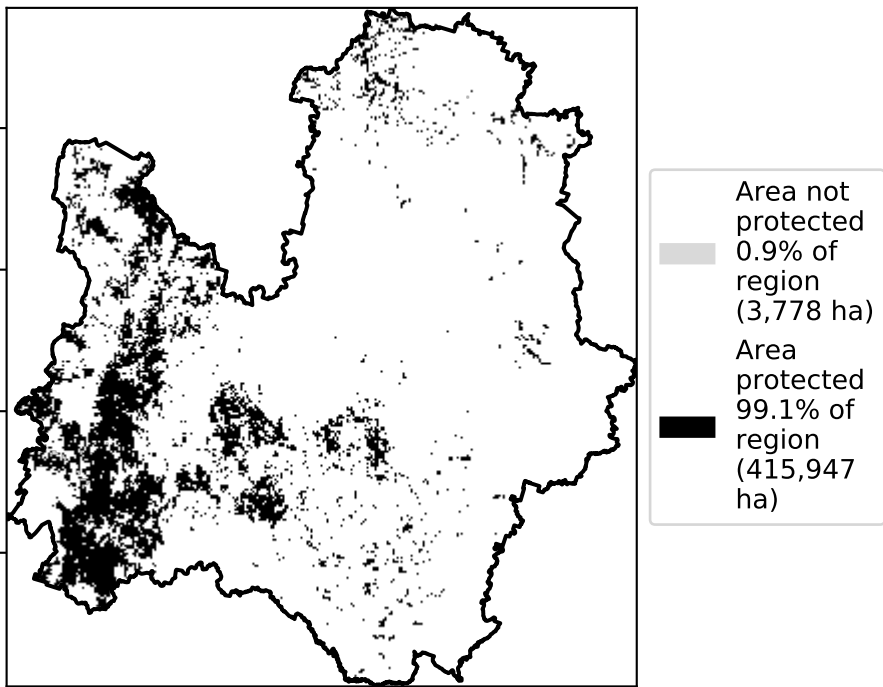 Area not
protected
0.9% of
region
(3,778 ha)
Area
protected
99.1% of
region
(415,947
ha)